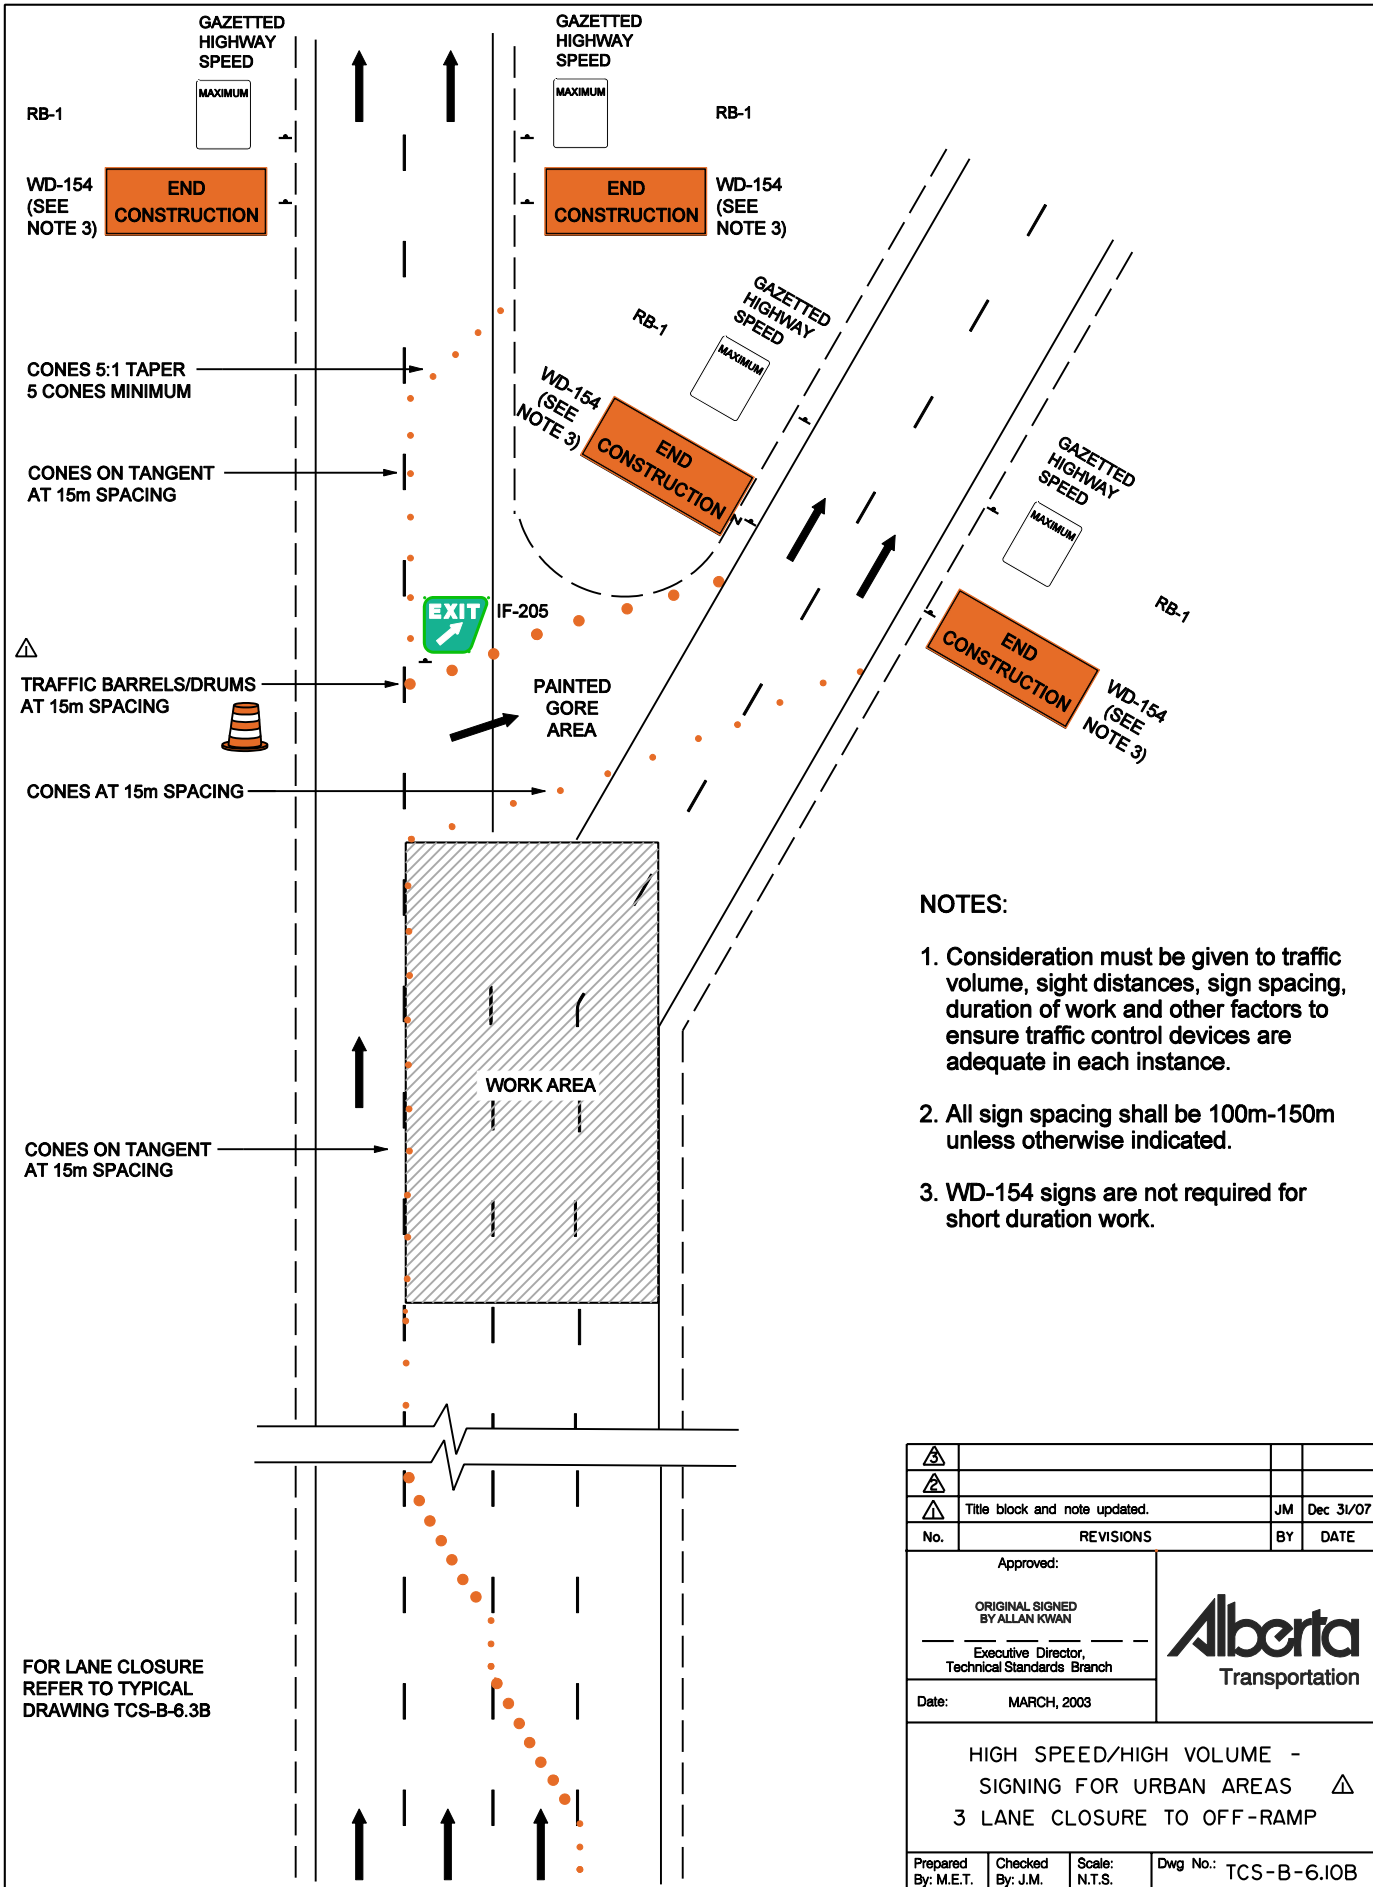 GAZETTED
HIGHWAY
SPEED
MAXIMUM
RB-1
WD-154
(SEE
NOTE 3)
END
CONSTRUCTION
GAZETTED
HIGHWAY
SPEED
MAXIMUM
RB-1
END
CONSTRUCTION
WD-154
(SEE
NOTE 3)
GAZETTED
HIGHWAY
SPEED
RB-1
MAXIMUM
WD-154
(SEE
NOTE 3)
END
CONSTRUCTION
GAZETTED
HIGHWAY
SPEED
MAXIMUM
RB-1
END
CONSTRUCTION
WD-154
(SEE
NOTE 3)
CONES 5:1 TAPER
5 CONES MINIMUM
CONES ON TANGENT
AT 15m SPACING
EXIT
IF-205
1
TRAFFIC BARRELS/DRUMS
AT 15m SPACING
PAINTED
GORE
AREA
CONES AT 15m SPACING
WORK AREA
CONES ON TANGENT
AT 15m SPACING
FOR LANE CLOSURE
REFER TO TYPICAL
DRAWING TCS-B-6.3B
NOTES:
1. Consideration must be given to traffic
volume, sight distances, sign spacing,
duration of work and other factors to
ensure traffic control devices are
adequate in each instance.
2. All sign spacing shall be 100m-150m
unless otherwise indicated.
3. WD-154 signs are not required for
short duration work.
3
2
1 Title block and note updated. JM Dec 31/07
No. REVISIONS BY DATE
Approved:
ORIGINAL SIGNED
BY ALLAN KWAN
Executive Director,
Technical Standards Branch
Date: MARCH, 2003
Alberta
Transportation
HIGH SPEED/HIGH VOLUME -
SIGNING FOR URBAN AREAS 1
3 LANE CLOSURE TO OFF-RAMP
Prepared
By: M.E.T.
Checked
By: J.M.
Scale:
N.T.S.
Dwg No.: TCS-B-6.10B